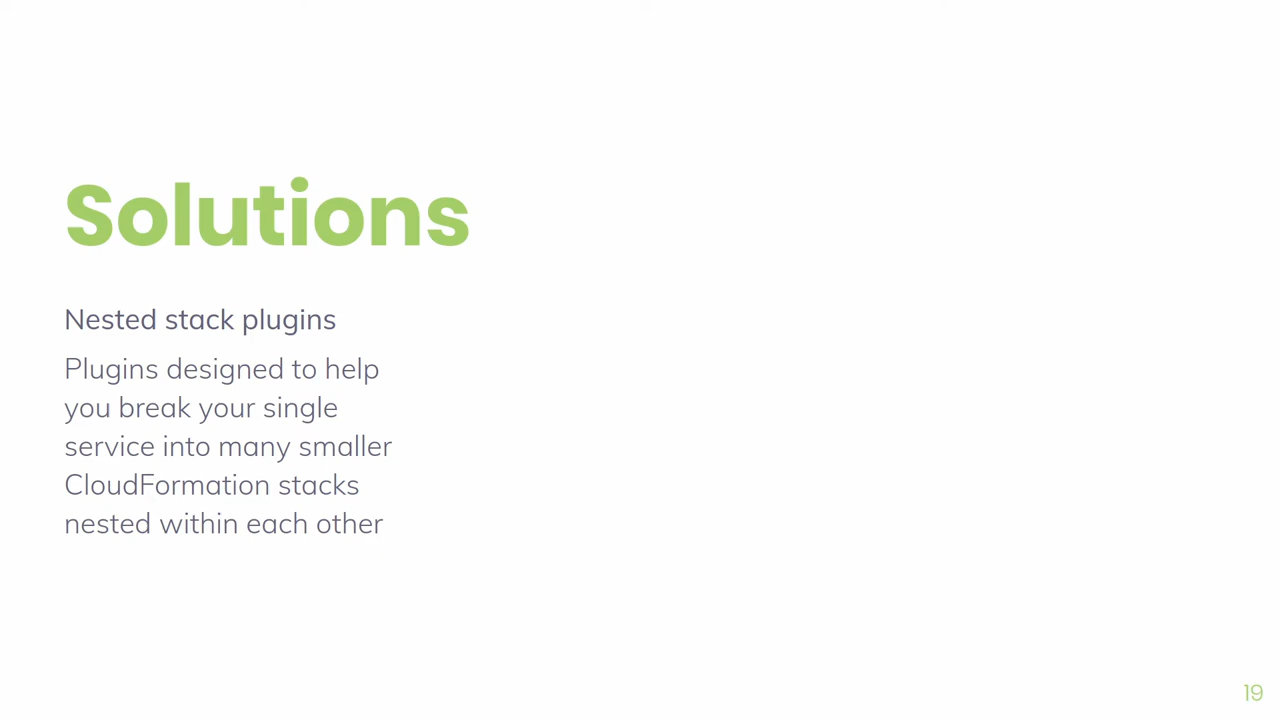 Solutions
Nested stack plugins
Plugins designed to help
you break your single
service into many smaller
CloudFormation stacks
nested within each other
19